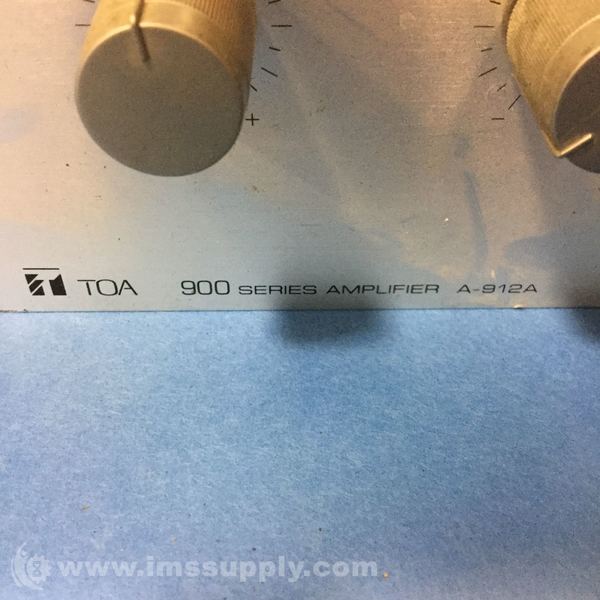 +
TOA 900 SERIES AMPLIFIER A-912A
www.imssupply.com